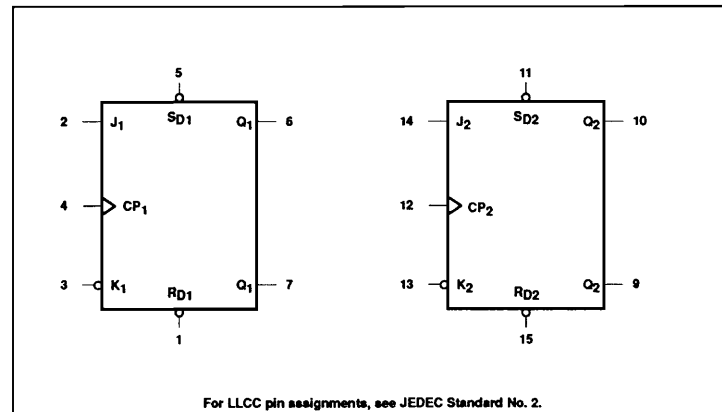 5
11
2 J1 SD1 Q1 6
14 J2 SD2 Q2 10
4 CP1
12 CP2
3 K1 RD1 Q1 7
13 K2 RD2 Q2 9
1
15
For LLCC pin assignments, see JEDEC Standard No. 2.